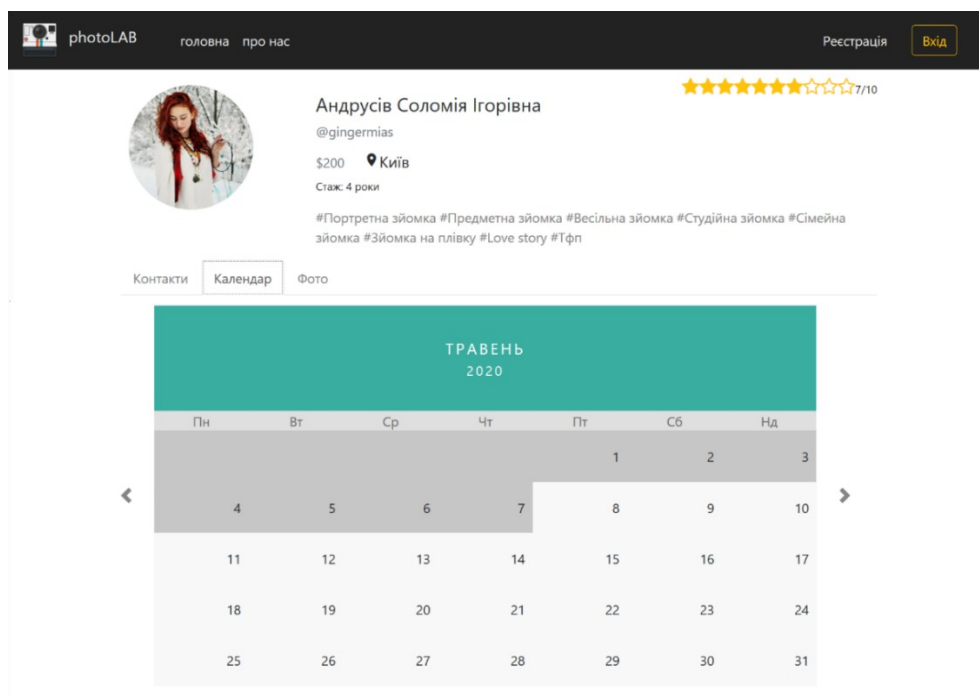 photoLAB головна про нас Реєстрація Вхід
7/10
Андрусів Соломія Ігорівна
@gingermias
$200 Київ
Стаж: 4 роки
#Портретна зйомка #Предметна зйомка #Весільна зйомка #Студійна зйомка #Сімейна
зйомка #Зйомка на плівку #Love story #Тфп
Контакти Календар Фото
ТРАВЕНЬ
2020
Пн Вт Ср Чт Пт Сб Нд
1 2 3
4 5 6 7 8 9 10
11 12 13 14 15 16 17
18 19 20 21 22 23 24
25 26 27 28 29 30 31